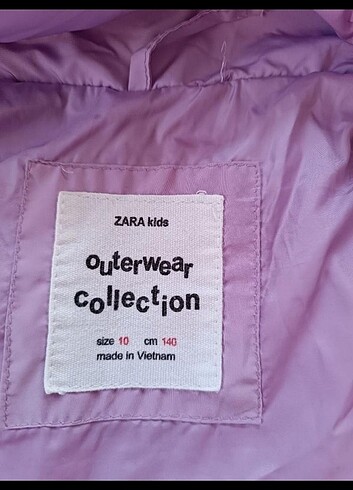 ZARA kids
outerwear
collection
size 10 cm 140
made in Vietnam